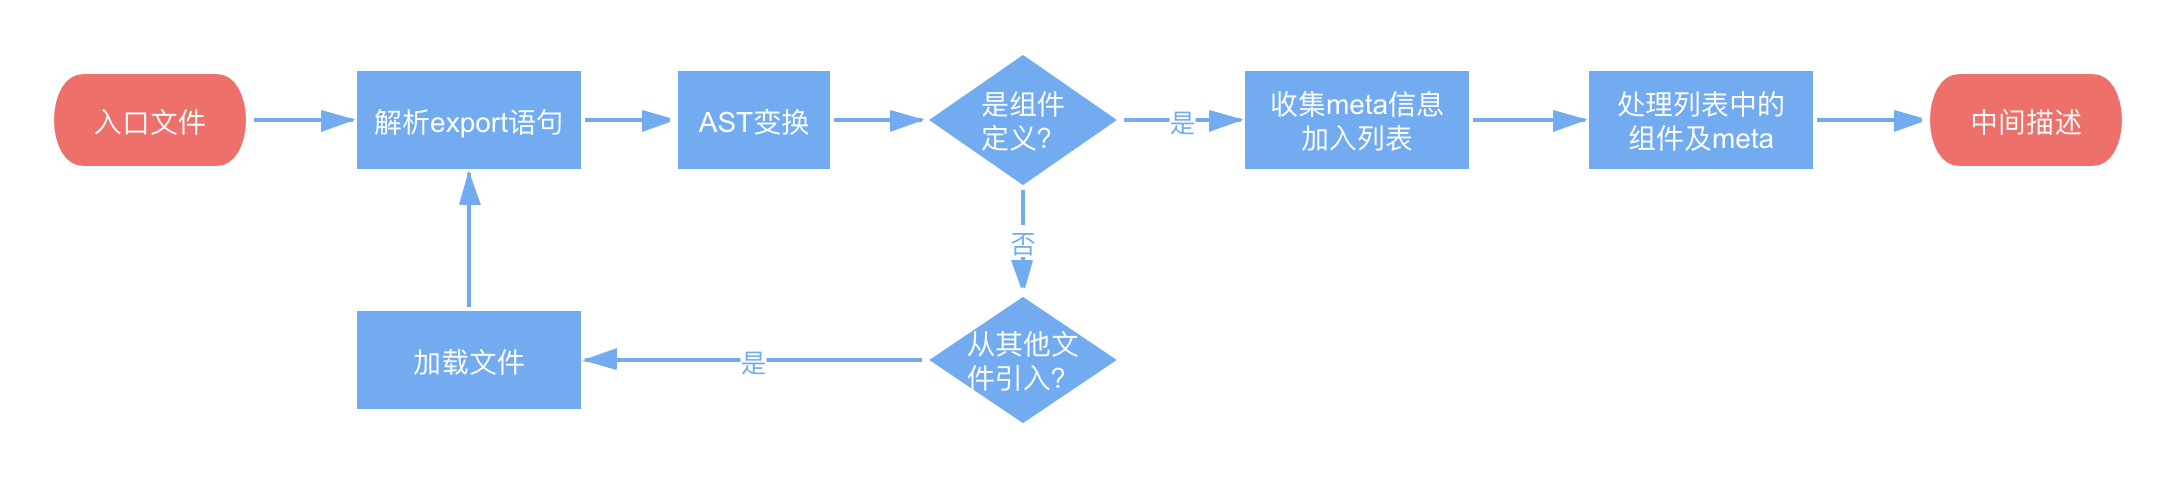 入口文件
解析export语句
AST变换
是组件
定义?
是
收集meta信息
加入列表
处理列表中的
组件及meta
中间描述
否
加载文件
是
从其他文
件引入?